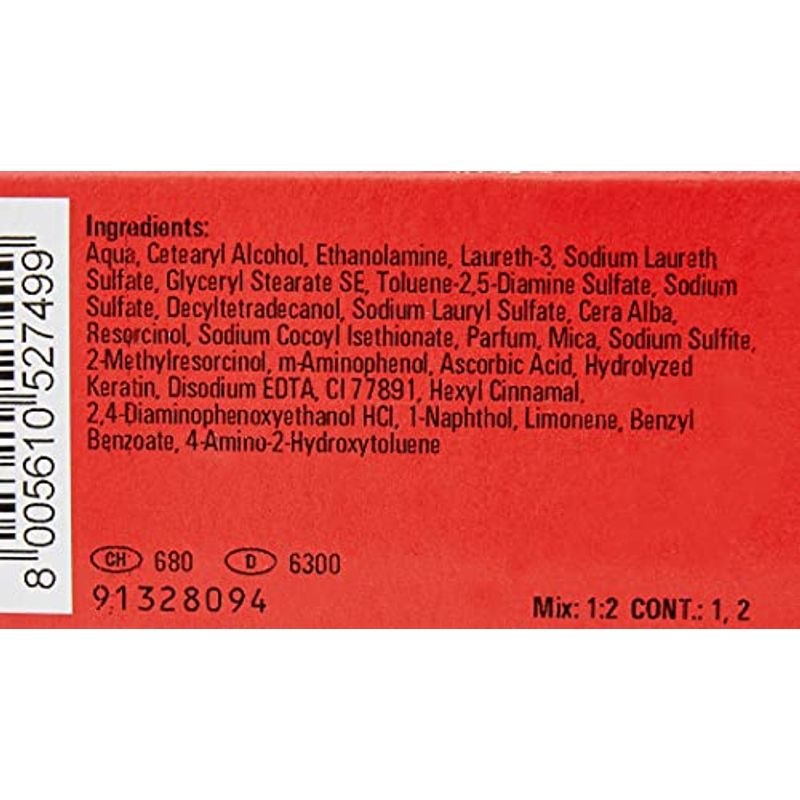 Ingredients:
Aqua, Cetearyl Alcohol, Ethanolamine, Laureth-3, Sodium Laureth
Sulfate, Glyceryl Stearate SE, Toluene-2,5-Diamine Sulfate, Sodium
Sulfate, Decyltetradecanol, Sodium Lauryl Sulfate, Cera Alba,
Resorcinol, Sodium Cocoyl Isethionate, Parfum, Mica, Sodium Sulfite,
2-Methylresorcinol, m-Aminophenol, Ascorbic Acid, Hydrolyzed
Keratin, Disodium EDTA, CI 77891, Hexyl Cinnamal,
2,4-Diaminophenoxyethanol HCl, 1-Naphthol, Limonene, Benzyl
Benzoate, 4-Amino-2-Hydroxytoluene
CH 680 D 6300
91328094
Mix: 1:2 CONT.: 1, 2
8 005610 527499